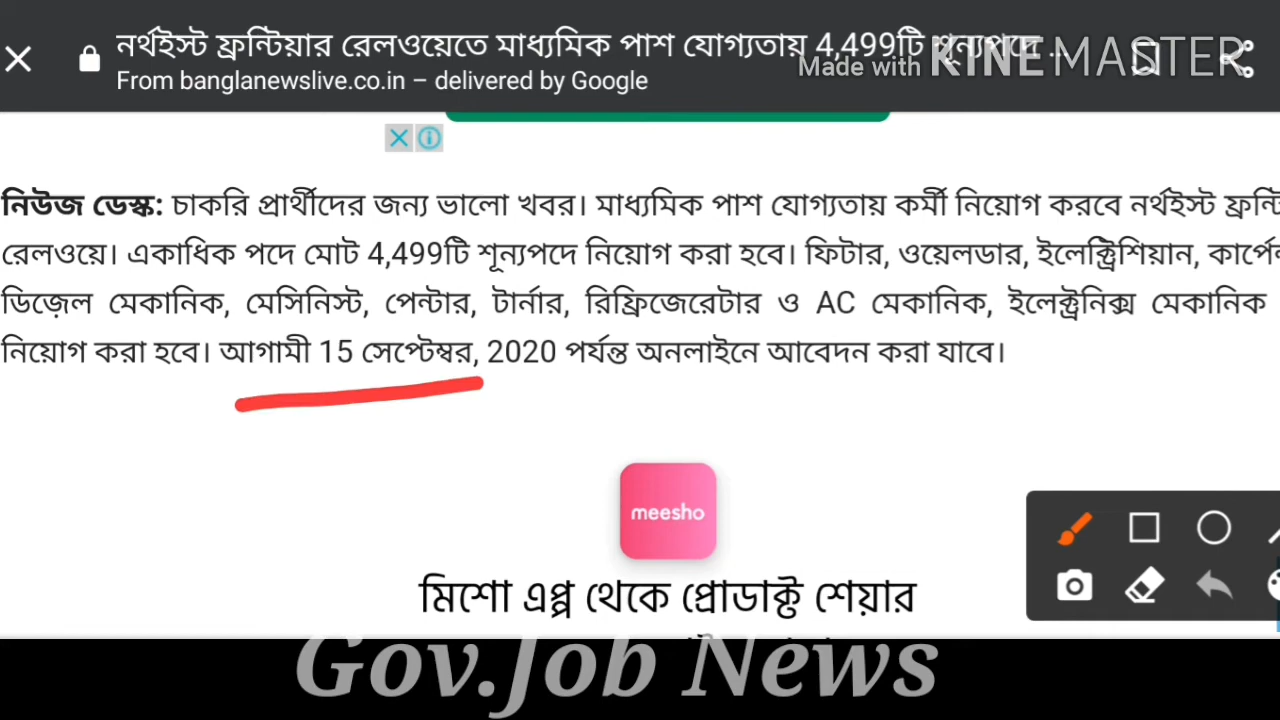 নর্থইস্ট ফ্রন্টিয়ার রেলওয়েতে মাধ্যমিক পাশ যোগ্যতায় 4,499টি শূন্যপদে ...
Made with KINEMASTER
From banglanewslive.co.in – delivered by Google
নিউজ ডেস্ক: চাকরি প্রার্থীদের জন্য ভালো খবর। মাধ্যমিক পাশ যোগ্যতায় কর্মী নিয়োগ করবে নর্থইস্ট
রেলওয়ে। একাধিক পদে মোট 4,499টি শূন্যপদে নিয়োগ করা হবে। ফিটার, ওয়েলডার, ইলেক্ট্রিশিয়ান,
ডিজ়েল মেকানিক, মেসিনিস্ট, পেন্টার, টার্নার, রিফ্রিজেরেটার ও AC মেকানিক, ইলেক্ট্রনিক্স মেকানিক
নিয়োগ করা হবে। আগামী 15 সেপ্টেম্বর, 2020 পর্যন্ত অনলাইনে আবেদন করা যাবে।
meesho
মিশো এপ্প থেকে প্রোডাক্ট শেয়ার
Gov.Job News